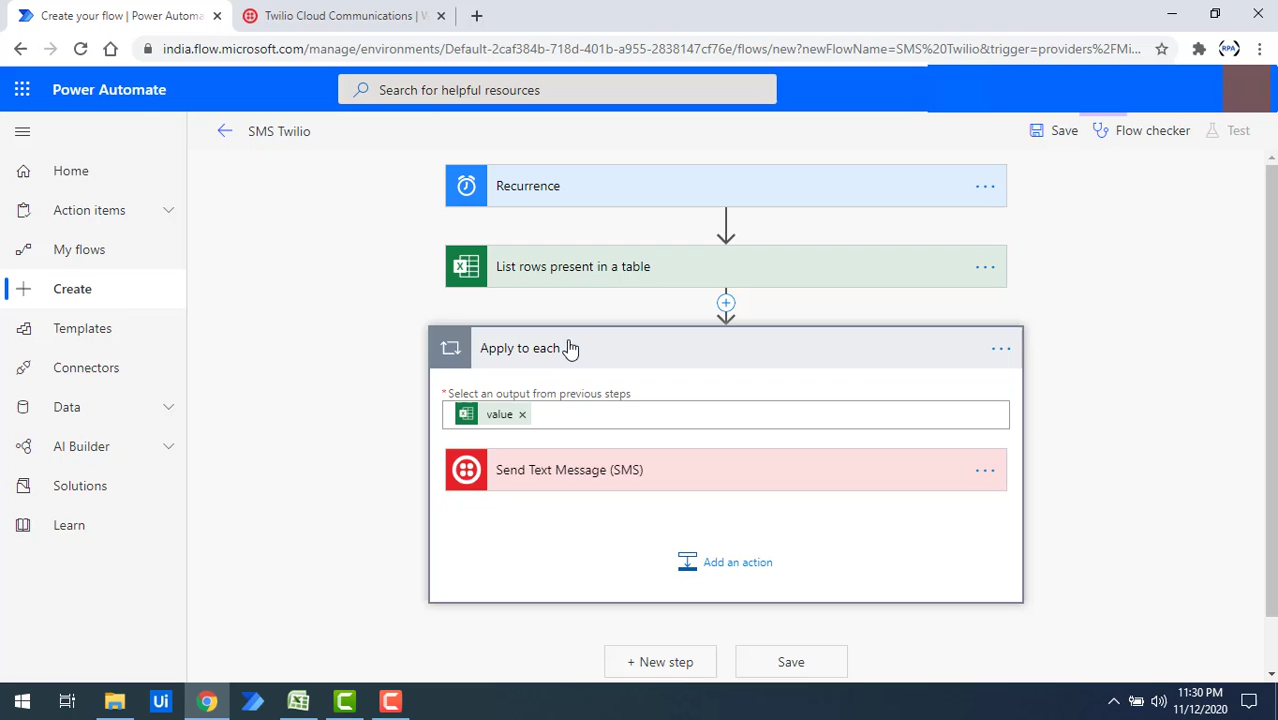 Create your flow | Power Automa
Twilio Cloud Communications | W
india.flow.microsoft.com/manage/environments/Default-2caf384b-718d-401b-a955-2838147cf76e/flows/new?newFlowName=SMS%20Twilio&trigger=providers%2FMi...
RPA
Power Automate
Search for helpful resources
SMS Twilio
Save
Flow checker
Test
Home
Action items
My flows
Create
Templates
Connectors
Data
AI Builder
Solutions
Learn
Recurrence
List rows present in a table
Apply to each
* Select an output from previous steps
value
Send Text Message (SMS)
Add an action
+ New step
Save
Ui
11:30 PM
11/12/2020